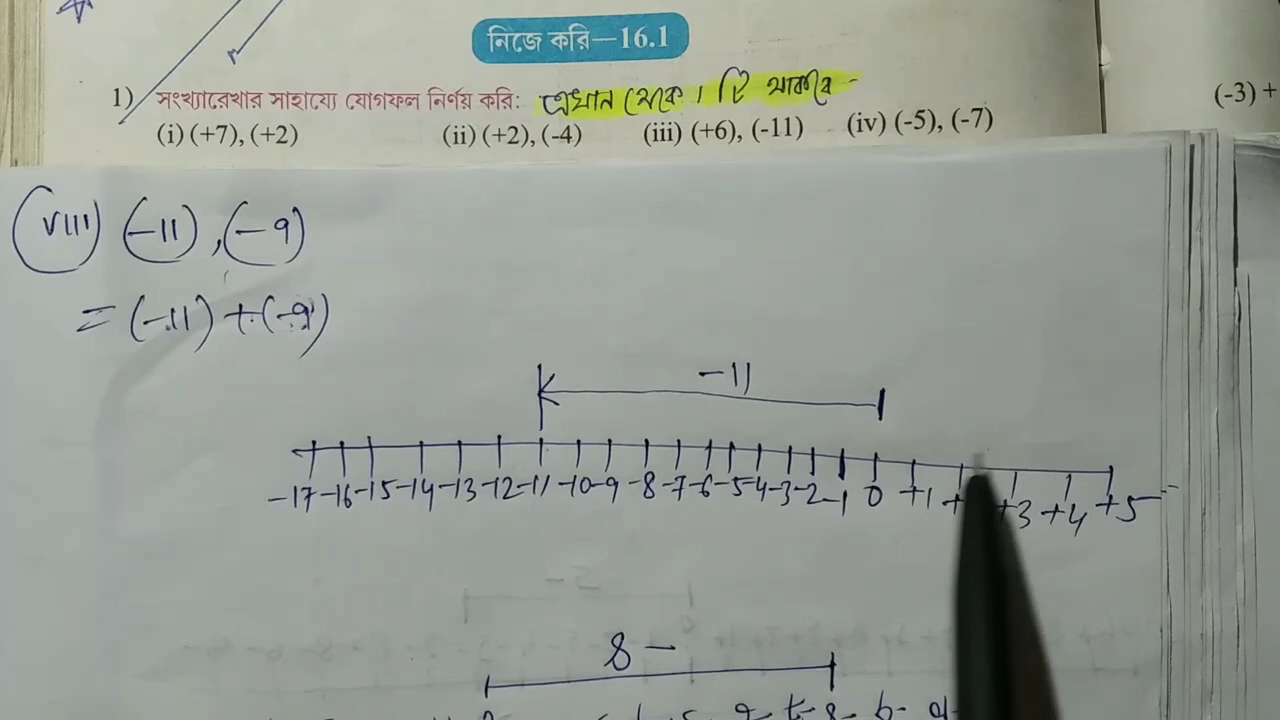 নিজে করি—16.1
1) সংখ্যারেখার সাহায্যে যোগফল নির্ণয় করি: এখান থেকে 1 টি থাকবে -
(i) (+7), (+2) (ii) (+2), (-4) (iii) (+6), (-11) (iv) (-5), (-7)
(-3) +
(VIII) (-11), (-9)
= (-11) + (-9)
-11
-17 -16 -15 -14 -13 -12 -11 -10 -9 -8 -7 -6 -5 -4 -3 -2 -1 0 +1 + +3 +4 +5